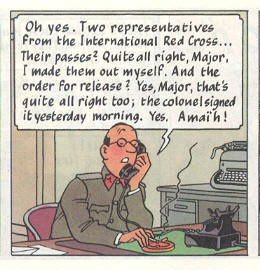 Oh yes. Two representatives
from the International Red Cross...
Their passes? Quite all right, Major,
I made them out myself. And the
order for release? Yes, Major, that's
quite all right too; the colonel signed
it yesterday morning. Yes. Amaïh!